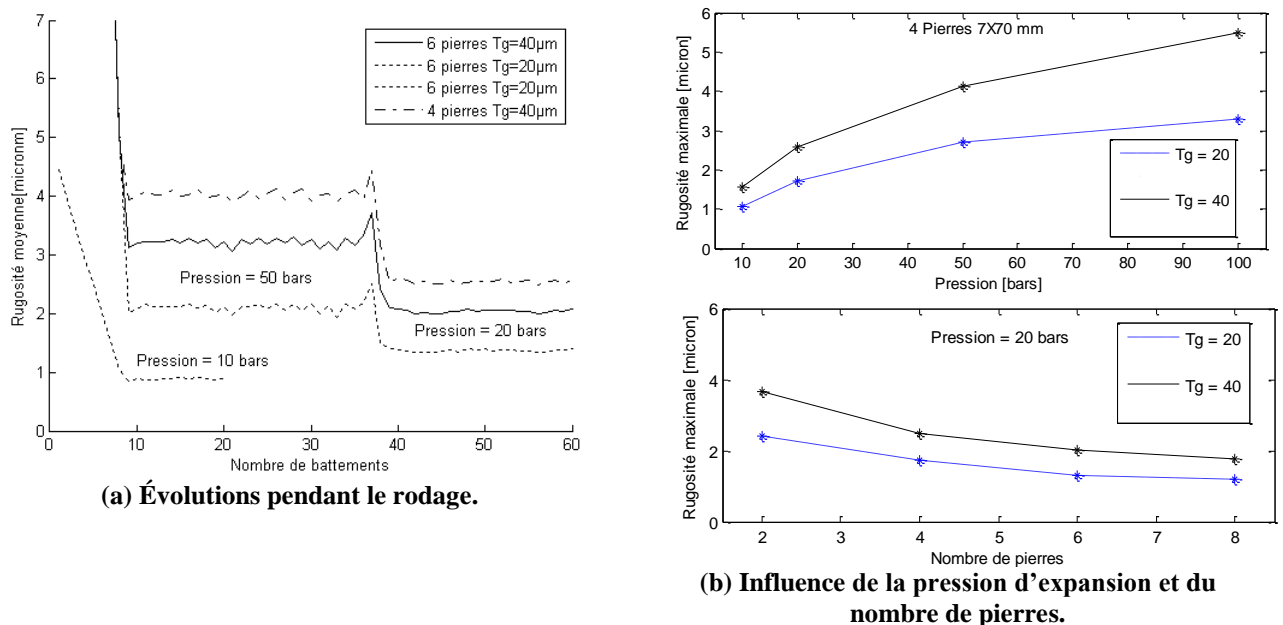 Rugosité moyenne[micronm]
7
6
5
4
3
2
1
0
0
10
20
30
40
50
60
Nombre de battements
6 pierres Tg=40µm
6 pierres Tg=20µm
6 pierres Tg=20µm
4 pierres Tg=40µm
Pression = 50 bars
Pression = 20 bars
Pression = 10 bars
(a) Évolutions pendant le rodage.
Rugosité maximale [micron]
6
5
4
3
2
1
0
4 Pierres 7X70 mm
Tg = 20
Tg = 40
10
20
30
40
50
60
70
80
90
100
Pression [bars]
Rugosité maximale [micron]
6
4
2
0
Pression = 20 bars
Tg = 20
Tg = 40
2
3
4
5
6
7
8
Nombre de pierres
(b) Influence de la pression d'expansion et du
nombre de pierres.